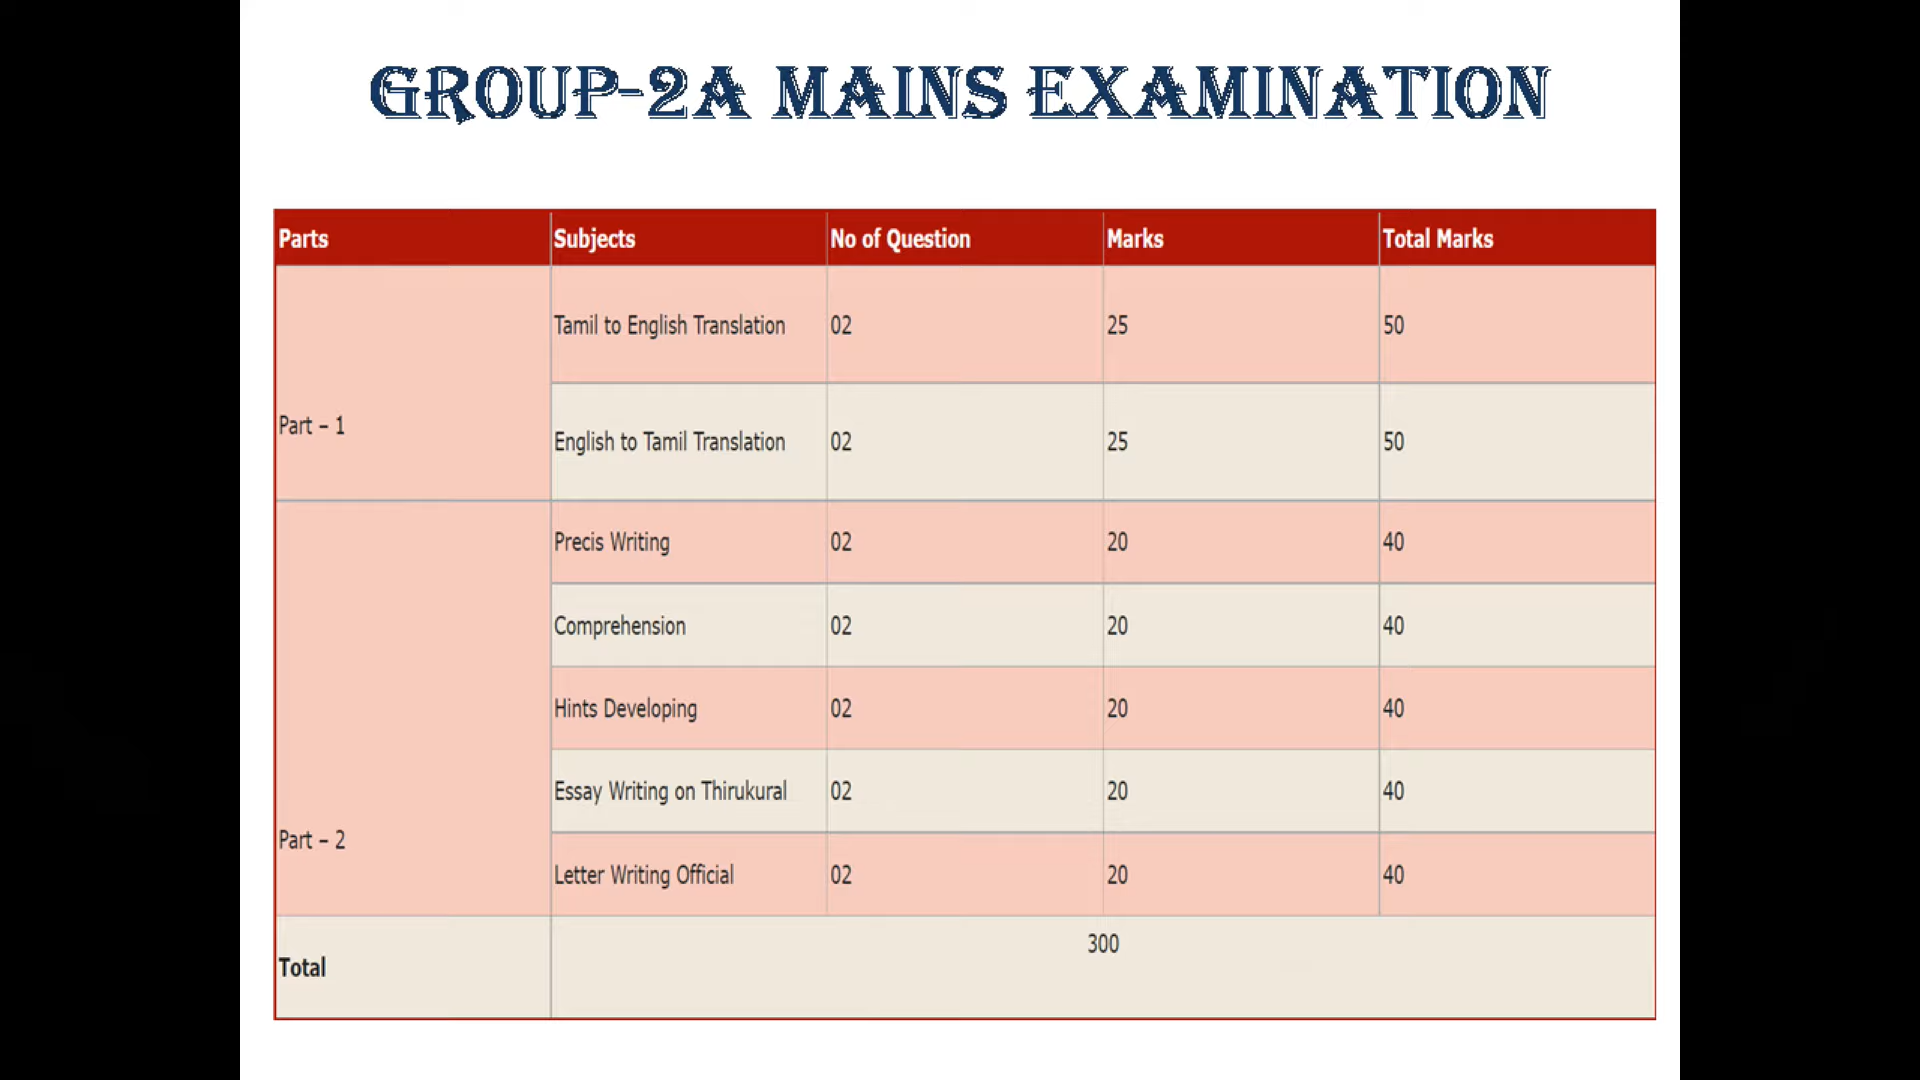 GROUP-2A MAINS EXAMINATION
Parts Subjects No of Question Marks Total Marks
Part – 1
Tamil to English Translation 02 25 50
English to Tamil Translation 02 25 50
Part – 2
Precis Writing 02 20 40
Comprehension 02 20 40
Hints Developing 02 20 40
Essay Writing on Thirukural 02 20 40
Letter Writing Official 02 20 40
Total 300